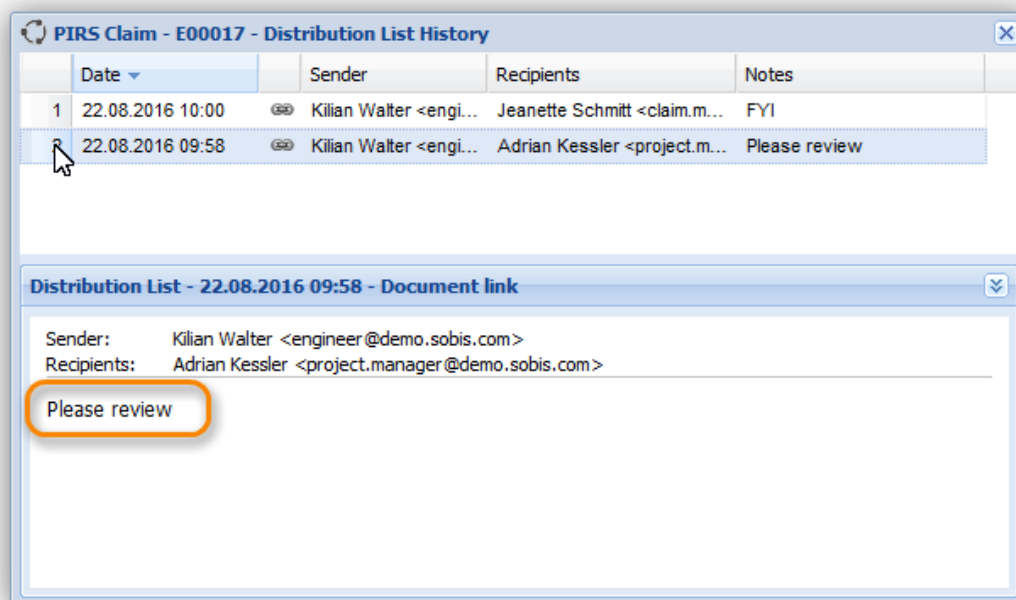 PIRS Claim - E00017 - Distribution List History
Date Sender Recipients Notes
1 22.08.2016 10:00 Kilian Walter <engi... Jeanette Schmitt <claim.m... FYI
22.08.2016 09:58 Kilian Walter <engi... Adrian Kessler <project.m... Please review
Distribution List - 22.08.2016 09:58 - Document link
Sender: Kilian Walter <engineer@demo.sobis.com>
Recipients: Adrian Kessler <project.manager@demo.sobis.com>
Please review